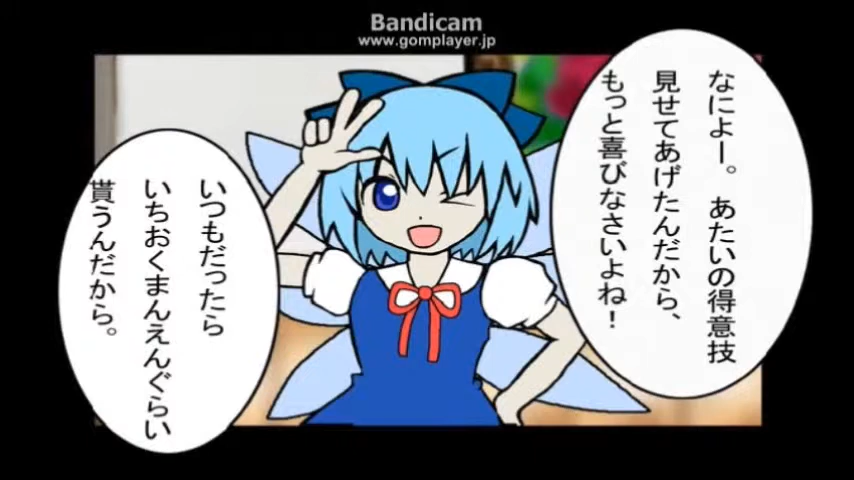 Bandicam
www.gomplayer.jp
なによー。あたいの得意技
見せてあげたんだから、
もっと喜びなさいよね！
いつもだったら
いちおくまんえんぐらい
貰うんだから。